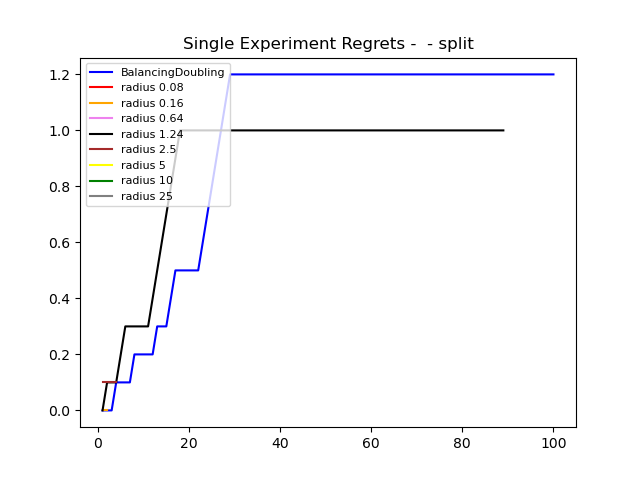 Single Experiment Regrets -  - split
1.2
1.0
0.8
0.6
0.4
0.2
0.0
BalancingDoubling
radius 0.08
radius 0.16
radius 0.64
radius 1.24
radius 2.5
radius 5
radius 10
radius 25
0 20 40 60 80 100